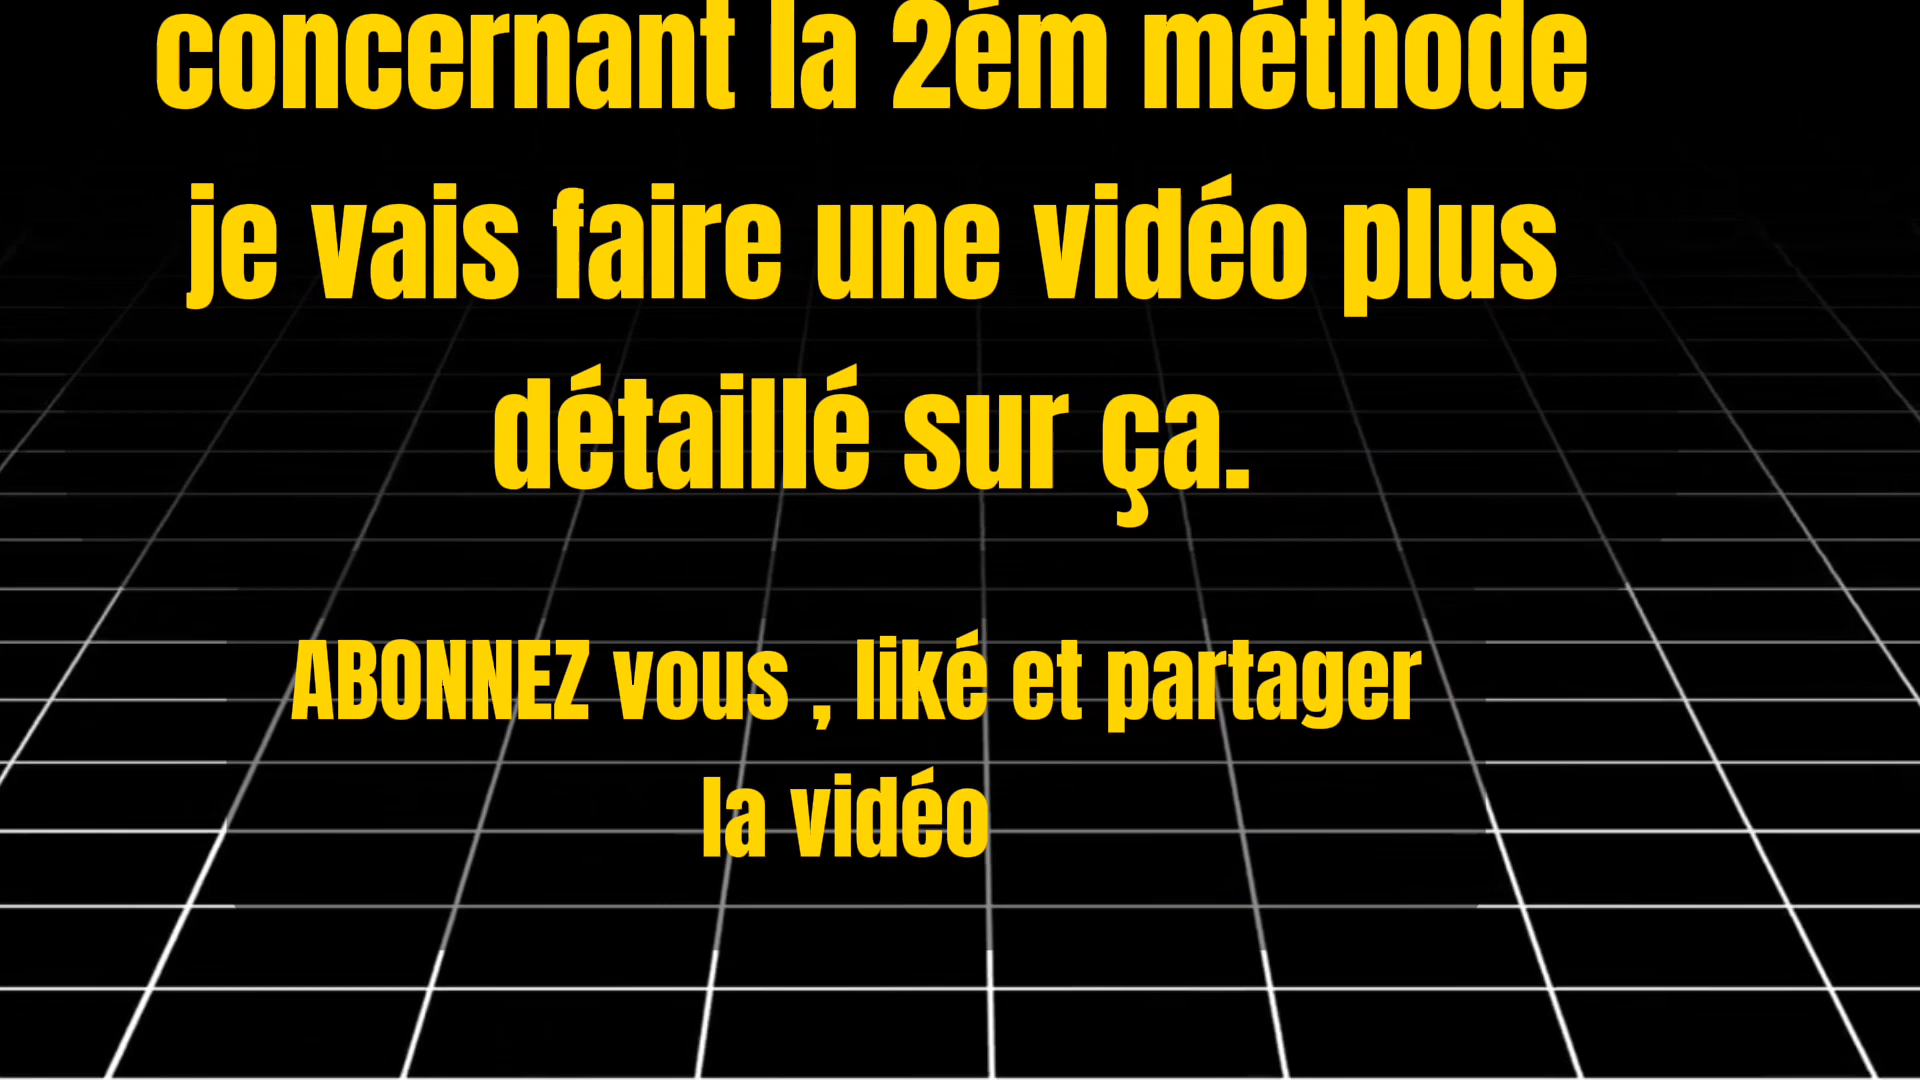 concernant la 2ém méthode
je vais faire une vidéo plus
détaillé sur ça.
ABONNEZ vous , liké et partager
la vidéo